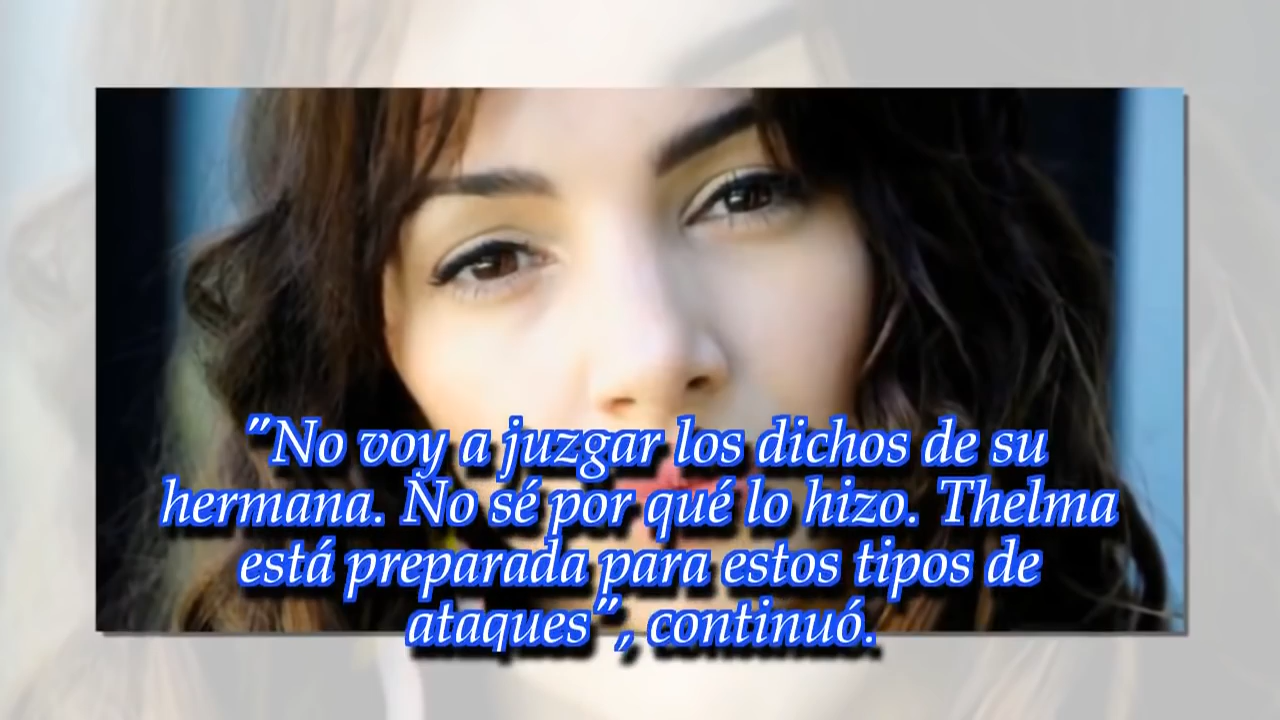 "No voy a juzgar los dichos de su
hermana. No sé por qué lo hizo. Thelma
está preparada para estos tipos de
ataques", continuó.